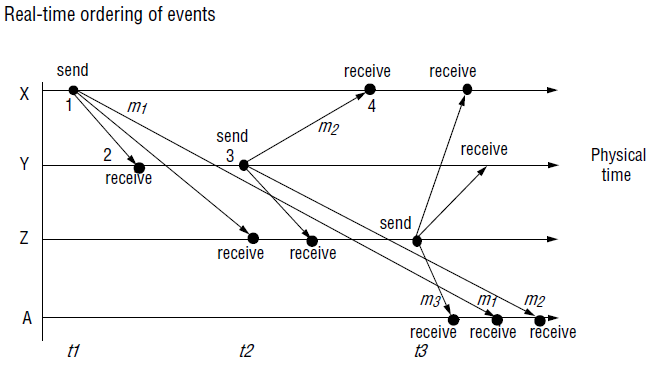 Real-time ordering of events
send
receive
receive
X
1
m1
4
m2
send
2
3
receive
Y
Physical
time
receive
send
Z
receive
receive
m3
m1
m2
A
receive
receive
receive
t1
t2
t3